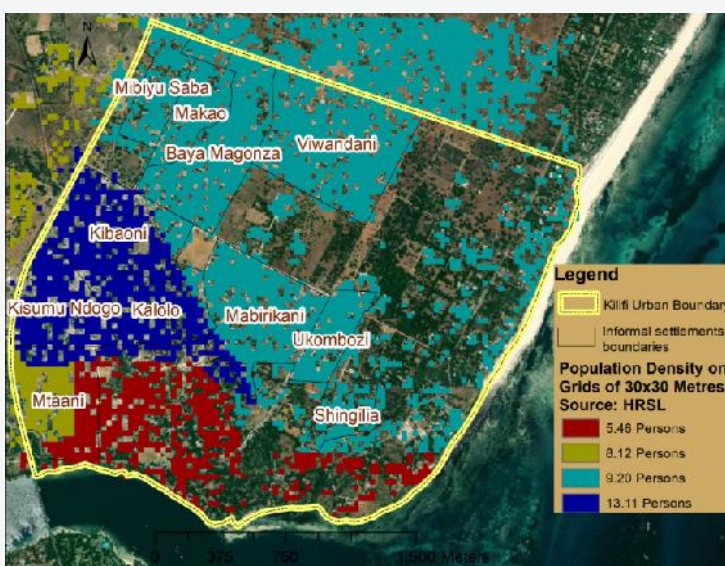 N
Mibiyu Saba
Makao
Baya Magonza
Viwandani
Kibaoni
Kisumu Ndogo
Kalolo
Mabirikani
Ukombozi
Mtaani
Shingilia
0 375 750 1,500 Meters
Legend
Kilifi Urban Boundar
Informal settlements
boundaries
Population Density on
Grids of 30x30 Metres
Source: HRSL
5.46 Persons
8.12 Persons
9.20 Persons
13.11 Persons